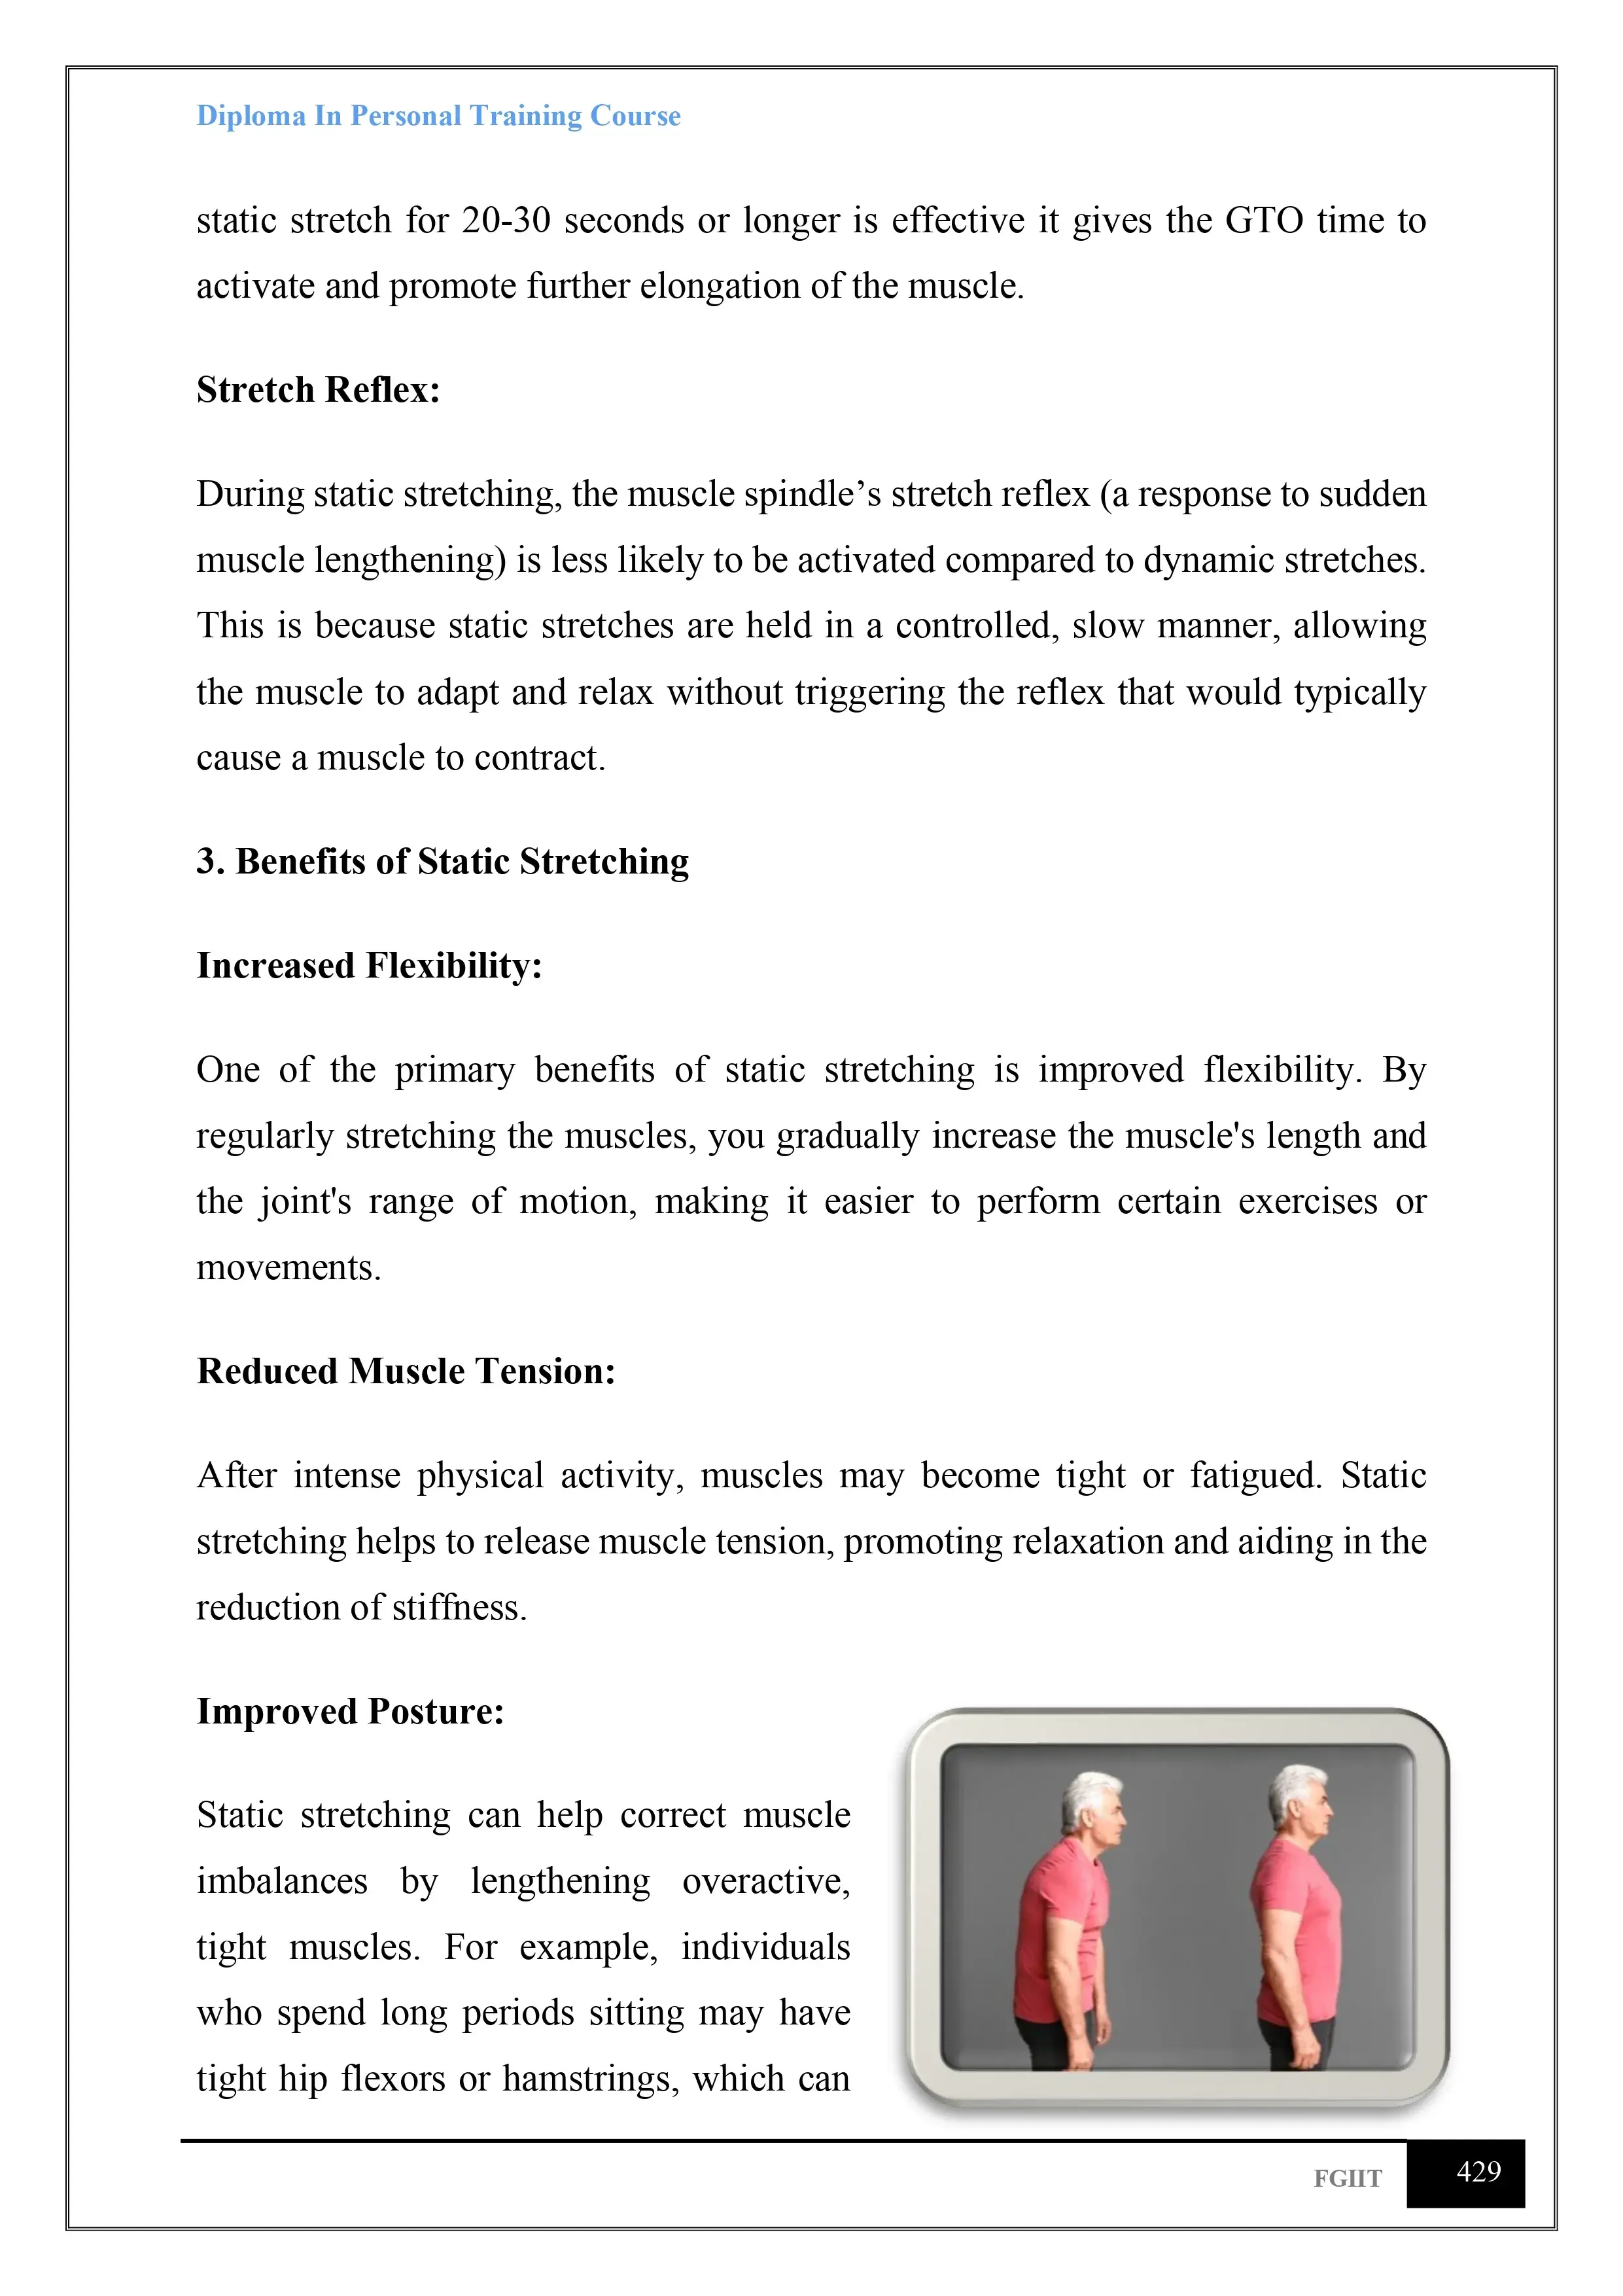 Diploma In Personal Training Course
static stretch for 20-30 seconds or longer is effective it gives the GTO time to
activate and promote further elongation of the muscle.
Stretch Reflex:
During static stretching, the muscle spindle’s stretch reflex (a response to sudden
muscle lengthening) is less likely to be activated compared to dynamic stretches.
This is because static stretches are held in a controlled, slow manner, allowing
the muscle to adapt and relax without triggering the reflex that would typically
cause a muscle to contract.
3. Benefits of Static Stretching
Increased Flexibility:
One of the primary benefits of static stretching is improved flexibility. By
regularly stretching the muscles, you gradually increase the muscle's length and
the joint's range of motion, making it easier to perform certain exercises or
movements.
Reduced Muscle Tension:
After intense physical activity, muscles may become tight or fatigued. Static
stretching helps to release muscle tension, promoting relaxation and aiding in the
reduction of stiffness.
Improved Posture:
Static stretching can help correct muscle
imbalances by lengthening overactive,
tight muscles. For example, individuals
who spend long periods sitting may have
tight hip flexors or hamstrings, which can
FGIIT
429